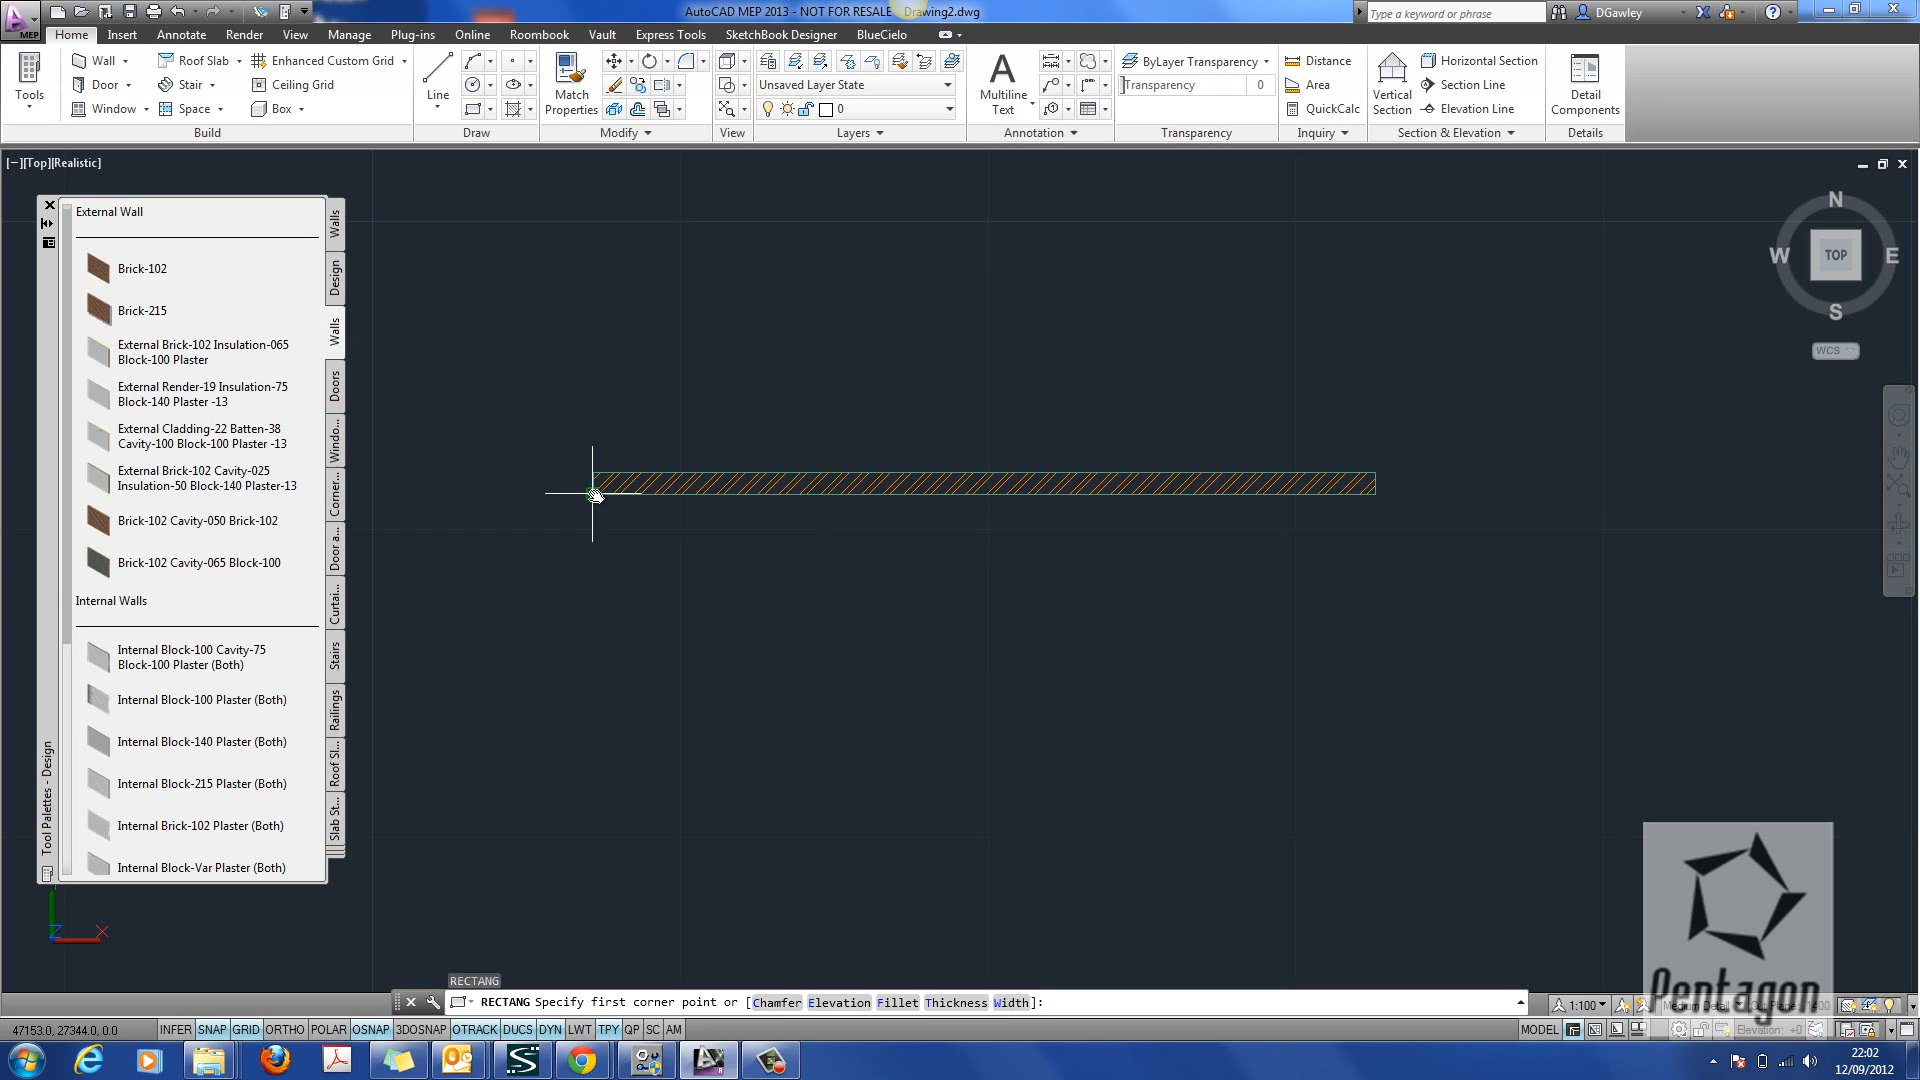 AutoCAD MEP 2013 - NOT FOR RESALE Drawing2.dwg
Type a keyword or phrase
DGawley
MEP
Home Insert Annotate Render View Manage Plug-ins Online Roombook Vault Express Tools SketchBook Designer BlueCielo
Tools
Wall
Door
Window
Roof Slab
Stair
Space
Enhanced Custom Grid
Ceiling Grid
Box
Build
Line
Draw
Match
Properties
Modify
View
Unsaved Layer State
0
Layers
Multiline
Text
Annotation
ByLayer Transparency
Transparency 0
Transparency
Distance
Area
QuickCalc
Inquiry
Vertical
Section
Horizontal Section
Section Line
Elevation Line
Section & Elevation
Detail
Components
Details
[−][Top][Realistic]
N
W
TOP
E
S
WCS
External Wall
Brick-102
Brick-215
External Brick-102 Insulation-065
Block-100 Plaster
External Render-19 Insulation-75
Block-140 Plaster -13
External Cladding-22 Batten-38
Cavity-100 Block-100 Plaster -13
External Brick-102 Cavity-025
Insulation-50 Block-140 Plaster-13
Brick-102 Cavity-050 Brick-102
Brick-102 Cavity-065 Block-100
Internal Walls
Internal Block-100 Cavity-75
Block-100 Plaster (Both)
Internal Block-100 Plaster (Both)
Internal Block-140 Plaster (Both)
Internal Block-215 Plaster (Both)
Internal Brick-102 Plaster (Both)
Internal Block-Var Plaster (Both)
Tool Palettes - Design
Walls
Design
Walls
Doors
Windo...
Corner...
Door a...
Curtai...
Stairs
Railings
Roof Sl...
Slab St...
Z
X
Pentagon
RECTANG
RECTANG Specify first corner point or [Chamfer Elevation Fillet Thickness Width]:
1:100
Medium Detail
Cut Plane: 1400
47153.0, 27344.0, 0.0
INFER SNAP GRID ORTHO POLAR OSNAP 3DOSNAP OTRACK DUCS DYN LWT TPY QP SC AM
MODEL
Elevation: +0
22:02
12/09/2012